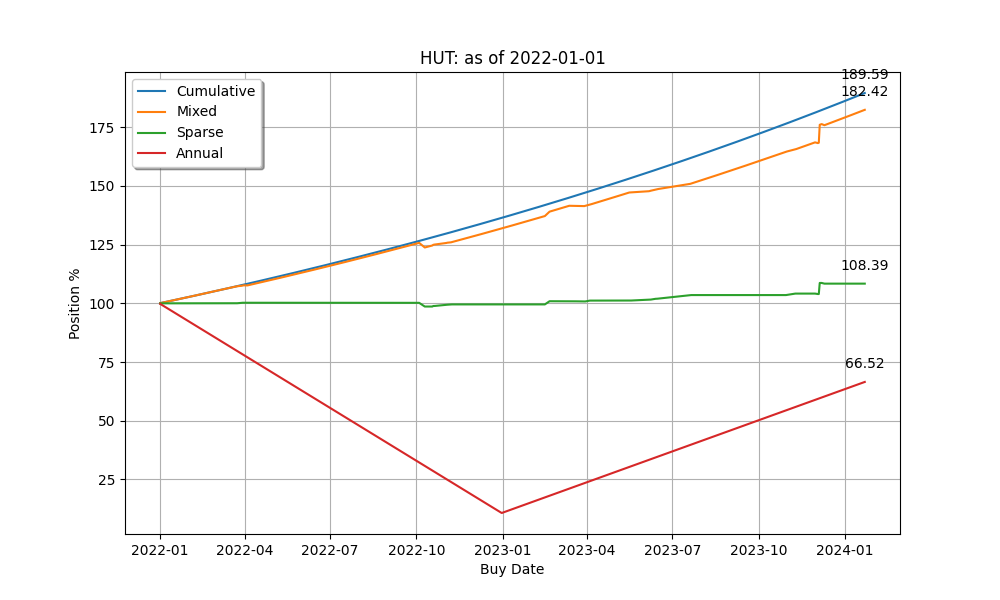 HUT: as of 2022-01-01
Cumulative
Mixed
Sparse
Annual
189.59
182.42
108.39
66.52
Position %
175
150
125
100
75
50
25
2022-01 2022-04 2022-07 2022-10 2023-01 2023-04 2023-07 2023-10 2024-01
Buy Date